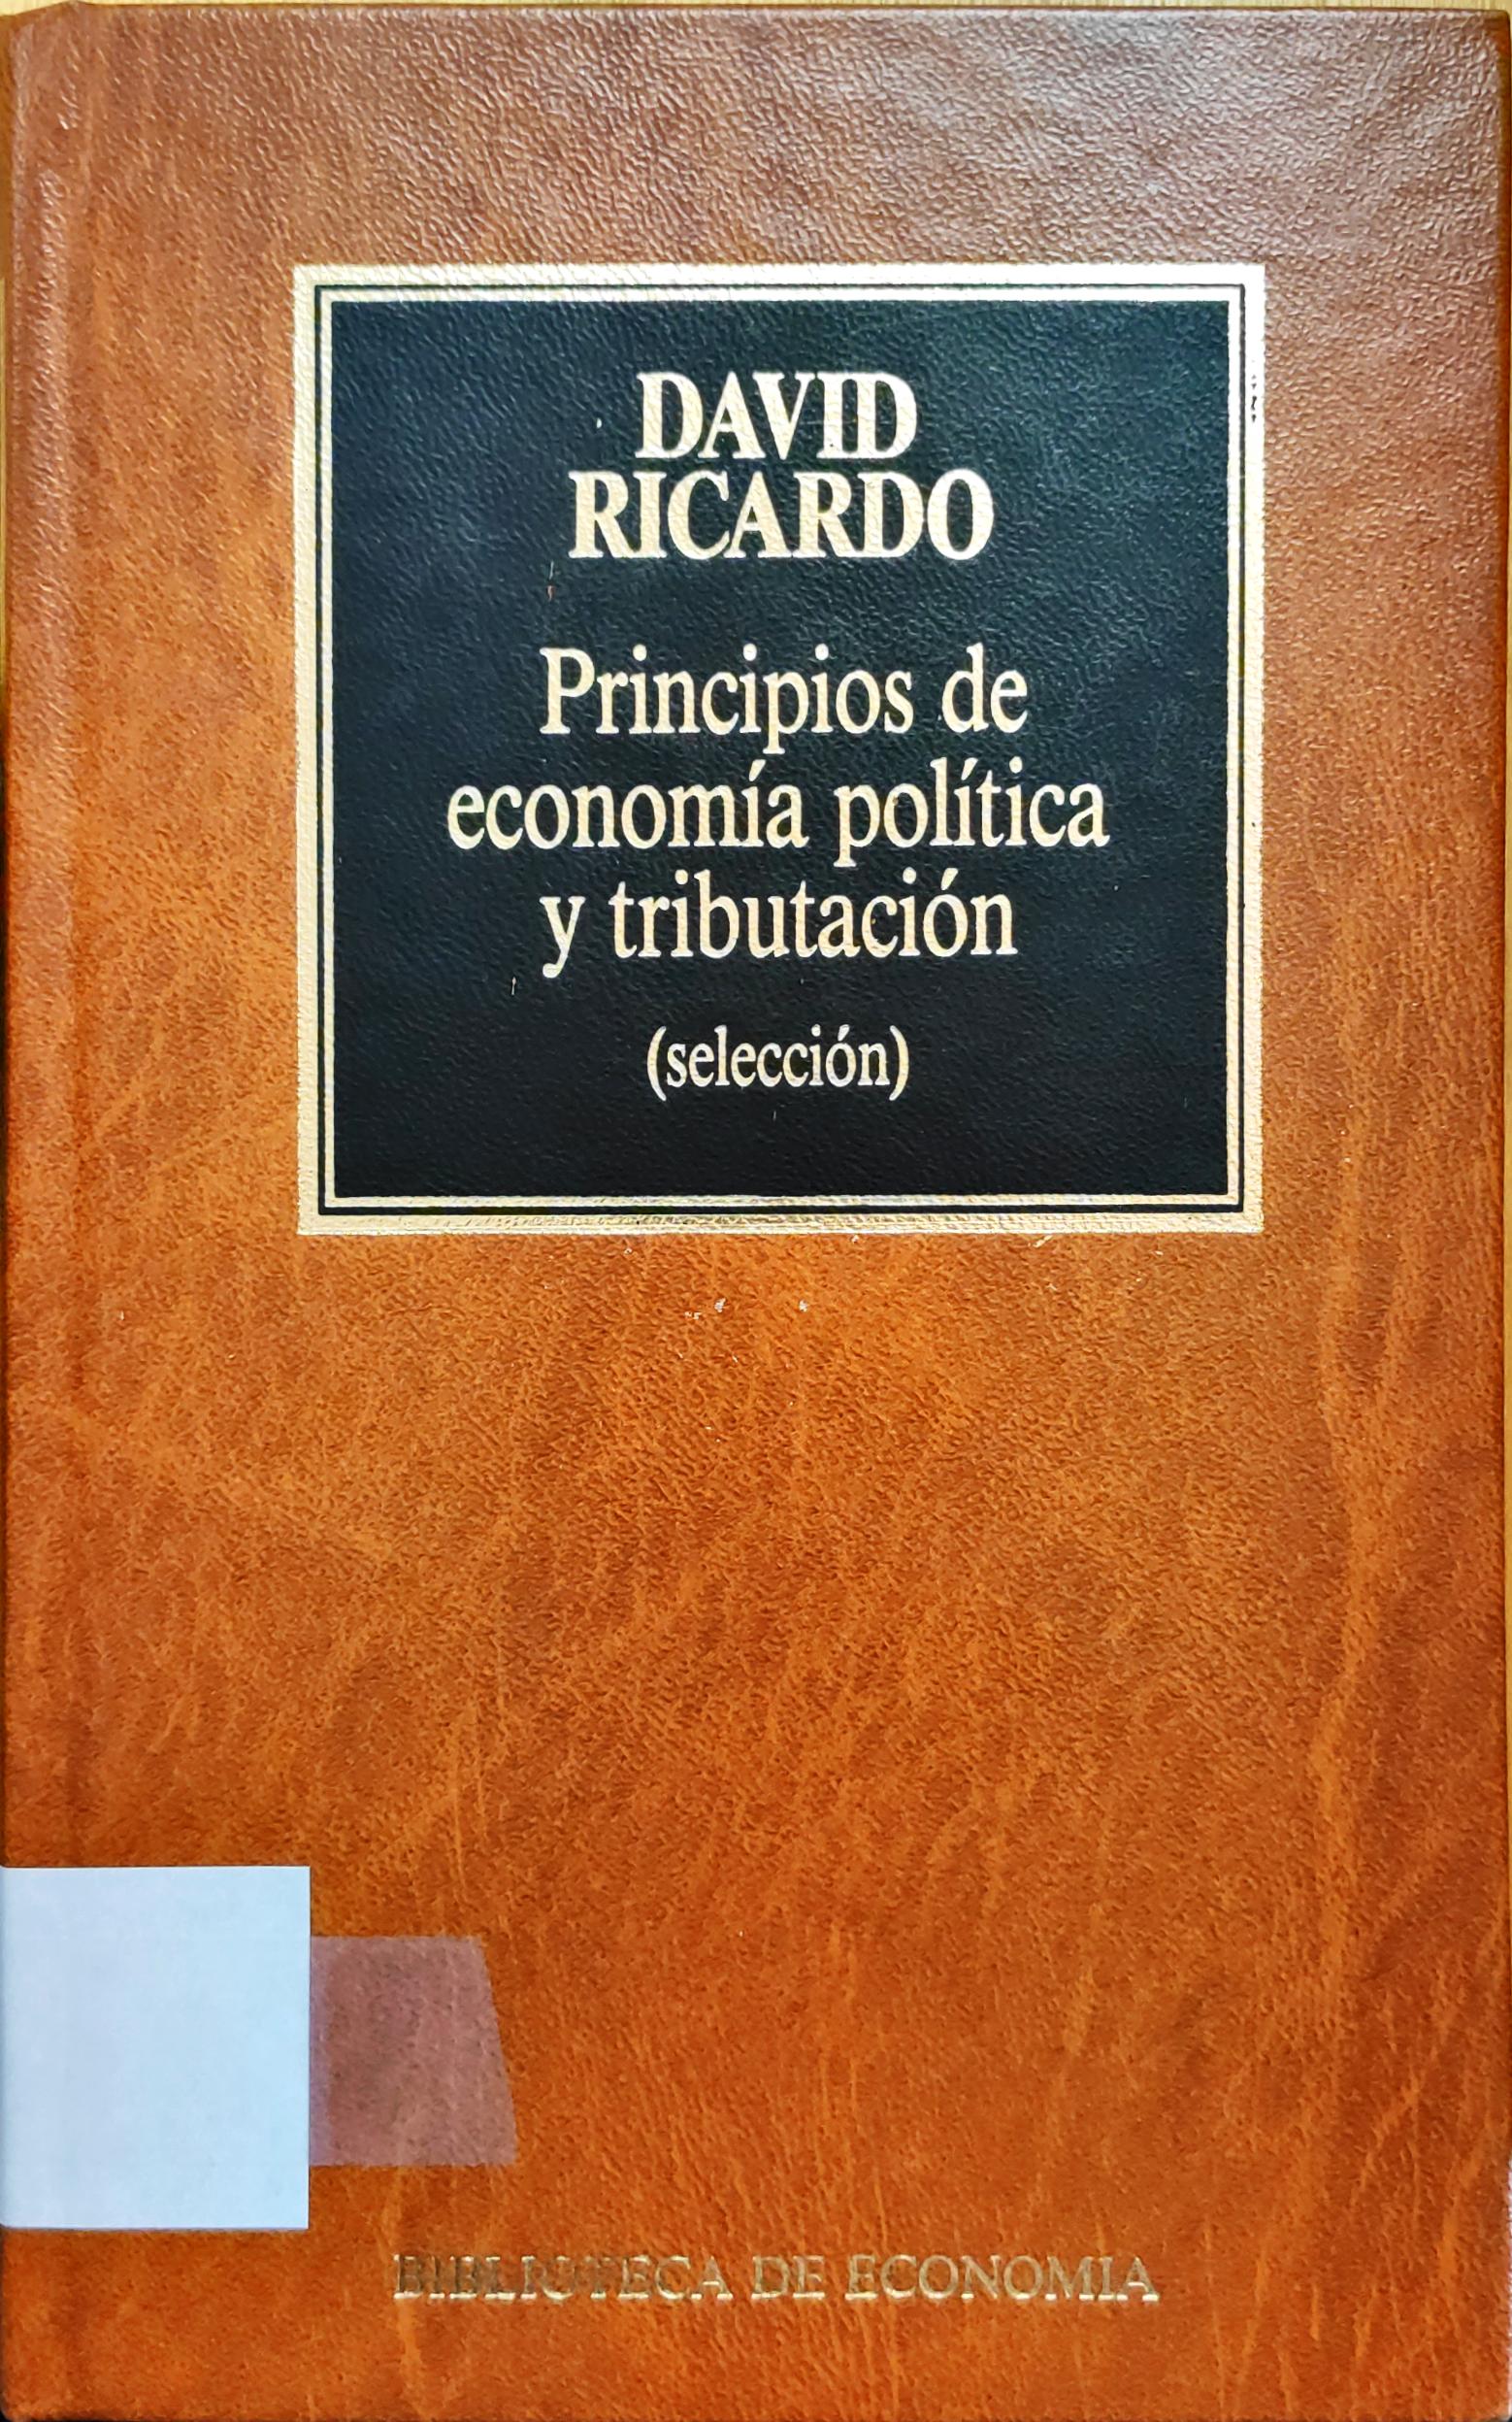 DAVID
RICARDO
Principios de
economía política
y tributación
(selección)
BIBLIOTECA DE ECONOMIA